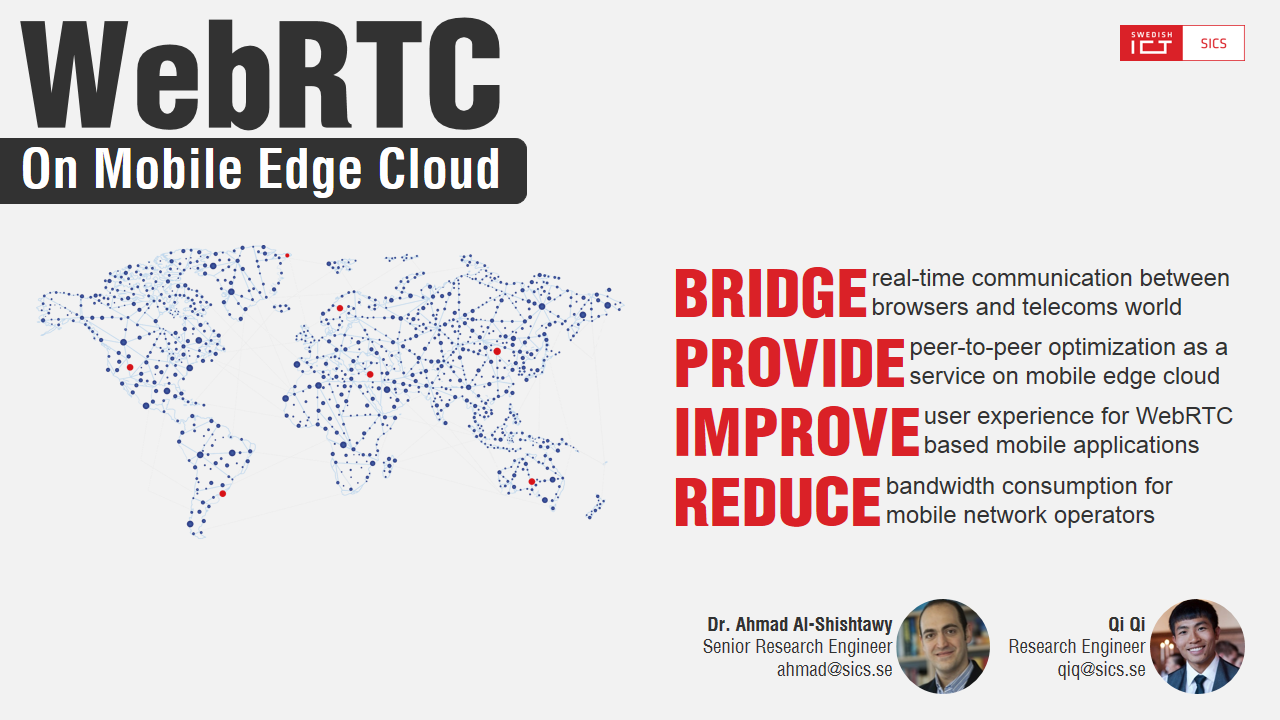 WebRTC
On Mobile Edge Cloud
SWEDISH
ICT
SICS
BRIDGE real-time communication between
browsers and telecoms world
PROVIDE peer-to-peer optimization as a
service on mobile edge cloud
IMPROVE user experience for WebRTC
based mobile applications
REDUCE bandwidth consumption for
mobile network operators
Dr. Ahmad Al-Shishtawy
Senior Research Engineer
ahmad@sics.se
Qi Qi
Research Engineer
qiq@sics.se